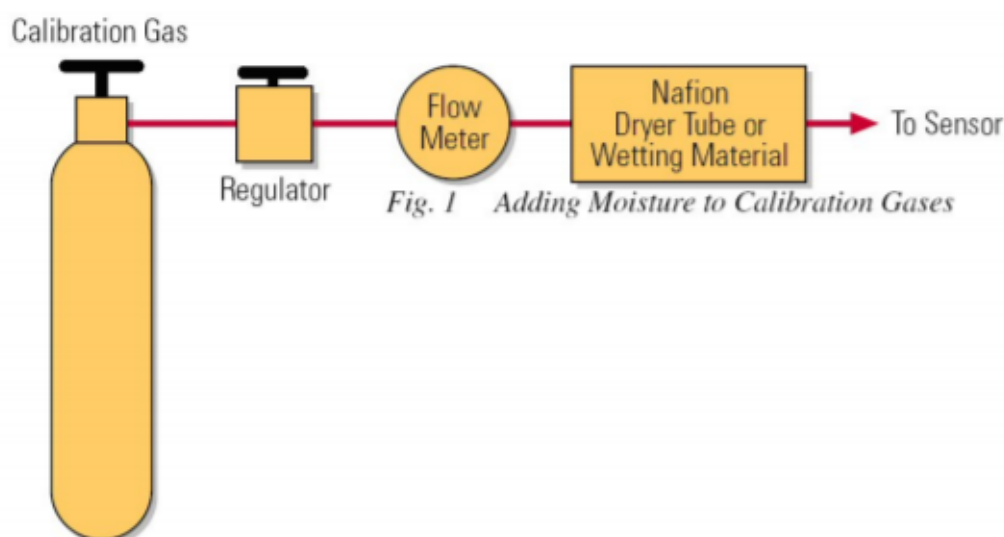 Calibration Gas
Regulator
Flow
Meter
Nafion
Dryer Tube or
Wetting Material
To Sensor
Fig. 1 Adding Moisture to Calibration Gases